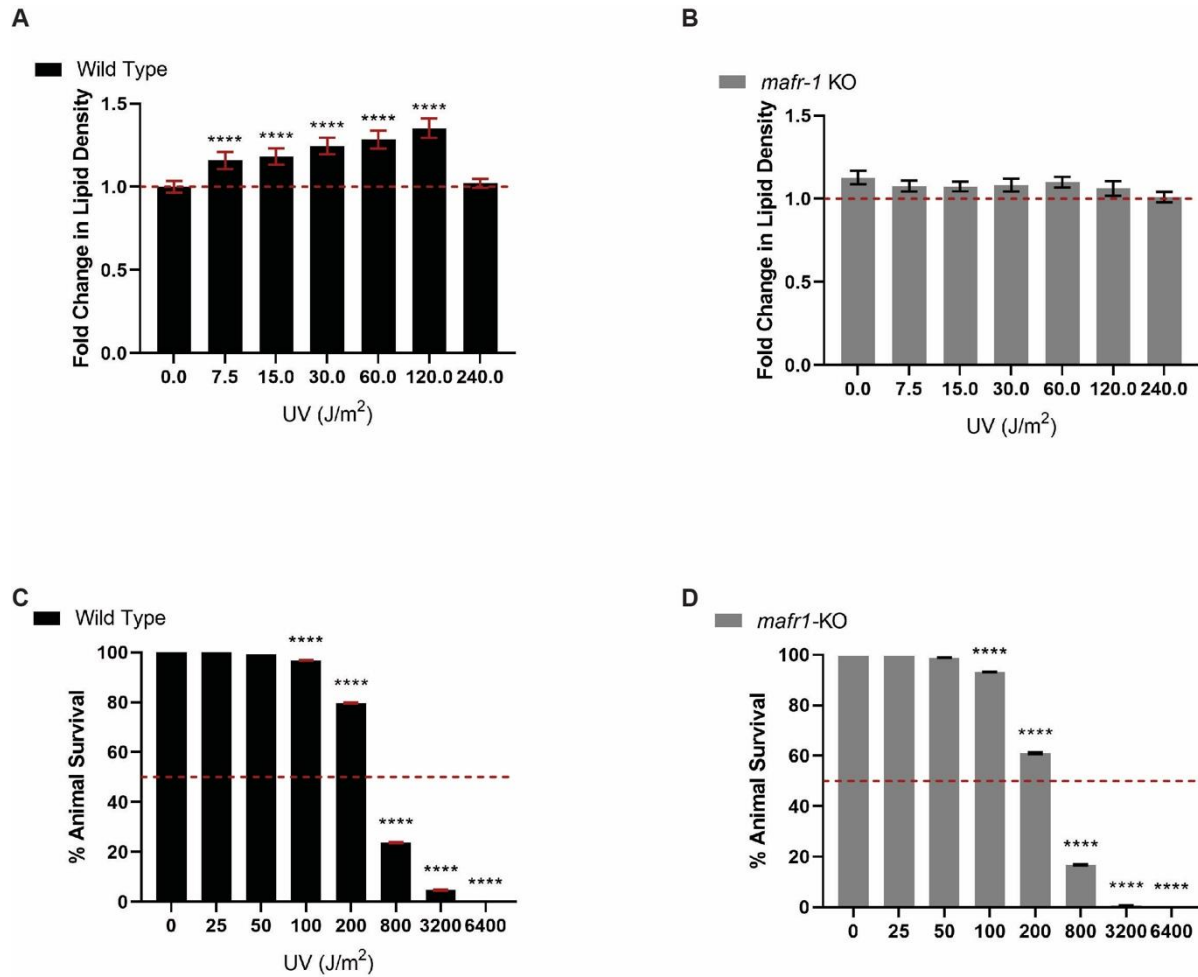 A
Wild Type
Fold Change in Lipid Density
1.5
1.0
0.5
0.0
**** **** **** **** ****
0.0 7.5 15.0 30.0 60.0 120.0 240.0
UV (J/m²)
B
mafr-1 KO
Fold Change in Lipid Density
1.5
1.0
0.5
0.0
0.0 7.5 15.0 30.0 60.0 120.0 240.0
UV (J/m²)
C
Wild Type
% Animal Survival
100
80
60
40
20
0
**** **** **** **** ****
0 25 50 100 200 800 3200 6400
UV (J/m²)
D
mafr1-KO
% Animal Survival
100
80
60
40
20
0
**** **** **** **** ****
0 25 50 100 200 800 3200 6400